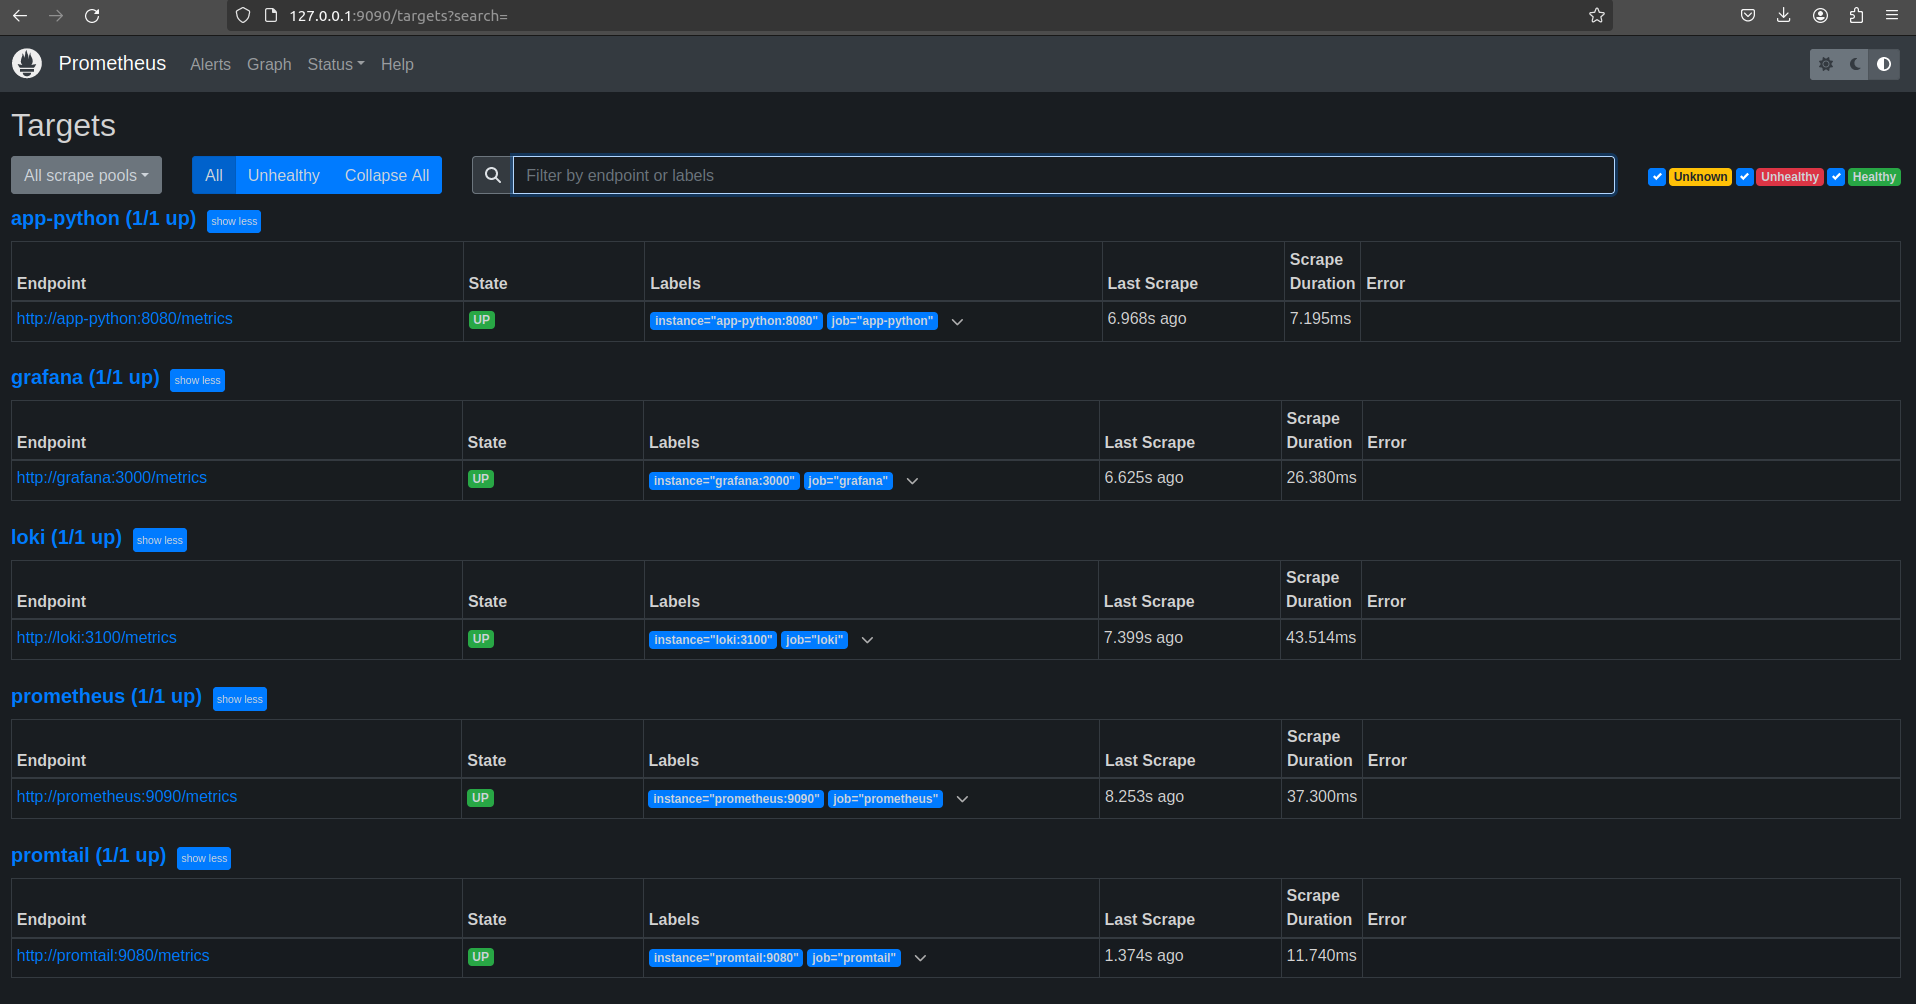 127.0.0.1:9090/targets?search=
Prometheus Alerts Graph Status Help
Targets
All scrape pools All Unhealthy Collapse All Filter by endpoint or labels Unknown Unhealthy Healthy
app-python (1/1 up) show less
Endpoint State Labels Last Scrape Scrape Duration Error
http://app-python:8080/metrics UP instance="app-python:8080" job="app-python" 6.968s ago 7.195ms
grafana (1/1 up) show less
Endpoint State Labels Last Scrape Scrape Duration Error
http://grafana:3000/metrics UP instance="grafana:3000" job="grafana" 6.625s ago 26.380ms
loki (1/1 up) show less
Endpoint State Labels Last Scrape Scrape Duration Error
http://loki:3100/metrics UP instance="loki:3100" job="loki" 7.399s ago 43.514ms
prometheus (1/1 up) show less
Endpoint State Labels Last Scrape Scrape Duration Error
http://prometheus:9090/metrics UP instance="prometheus:9090" job="prometheus" 8.253s ago 37.300ms
promtail (1/1 up) show less
Endpoint State Labels Last Scrape Scrape Duration Error
http://promtail:9080/metrics UP instance="promtail:9080" job="promtail" 1.374s ago 11.740ms